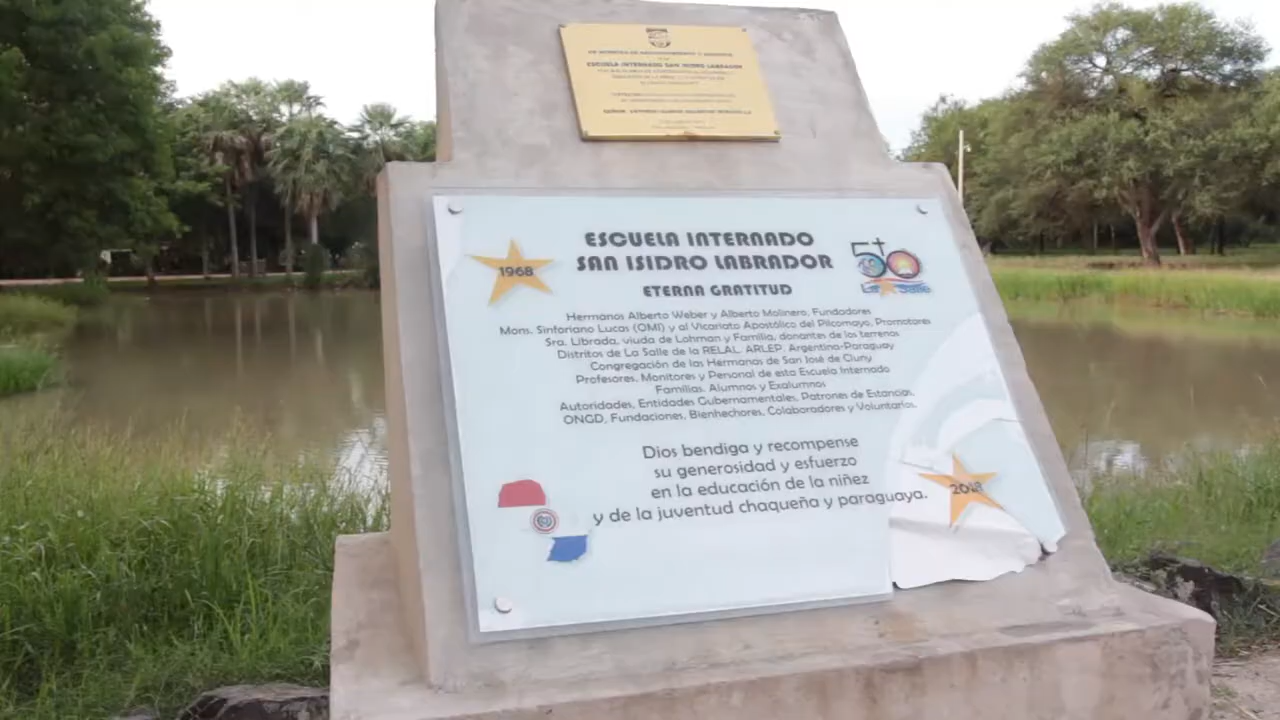 ESCUELA INTERNADO SAN ISIDRO LABRADOR
ESCUELA INTERNADO
SAN ISIDRO LABRADOR
1968
50
La Salle
ETERNA GRATITUD
Hermanos Alberto Weber y Alberto Molinero, Fundadores
Mons. Sinforiano Lucas (OMI) y al Vicariato Apostólico del Pilcomayo, Promotores
Sra. Librada, viuda de Lohman y Familia, donantes de los terrenos
Distritos de La Salle de la RELAL, ARLEP, Argentina-Paraguay
Congregación de las Hermanas de San José de Cluny
Profesores, Monitores y Personal de esta Escuela Internado
Familias, Alumnos y Exalumnos
Autoridades, Entidades Gubernamentales, Patrones de Estancias,
ONGD, Fundaciones, Bienhechores, Colaboradores y Voluntarios.
Dios bendiga y recompense
su generosidad y esfuerzo
en la educación de la niñez
y de la juventud chaqueña y paraguaya.
2018